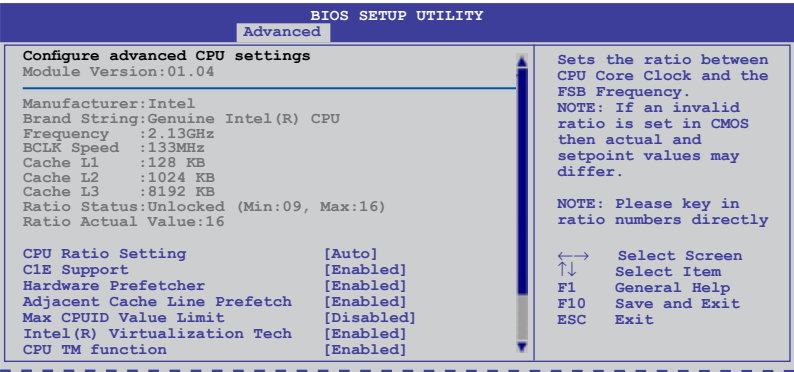 BIOS SETUP UTILITY
Advanced
Configure advanced CPU settings
Module Version:01.04
Manufacturer:Intel
Brand String:Genuine Intel(R) CPU
Frequency :2.13GHz
BCLK Speed :133MHz
Cache L1 :128 KB
Cache L2 :1024 KB
Cache L3 :8192 KB
Ratio Status:Unlocked (Min:09, Max:16)
Ratio Actual Value:16
CPU Ratio Setting [Auto]
C1E Support [Enabled]
Hardware Prefetcher [Enabled]
Adjacent Cache Line Prefetch [Enabled]
Max CPUID Value Limit [Disabled]
Intel(R) Virtualization Tech [Enabled]
CPU TM function [Enabled]
Sets the ratio between
CPU Core Clock and the
FSB Frequency.
NOTE: If an invalid
ratio is set in CMOS
then actual and
setpoint values may
differ.
NOTE: Please key in
ratio numbers directly
←→ Select Screen
↑↓ Select Item
F1 General Help
F10 Save and Exit
ESC Exit